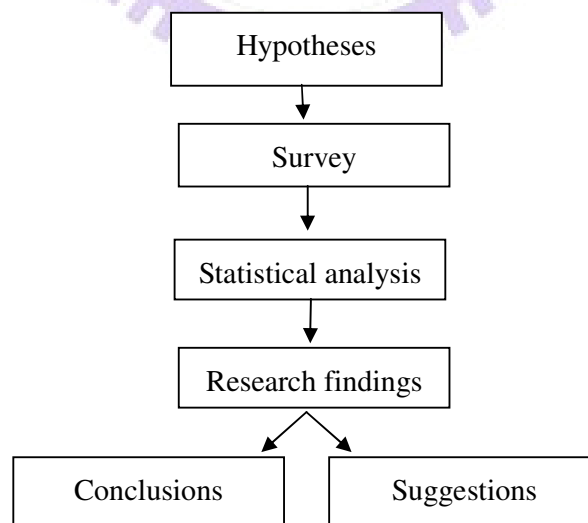 Hypotheses
Survey
Statistical analysis
Research findings
Conclusions
Suggestions